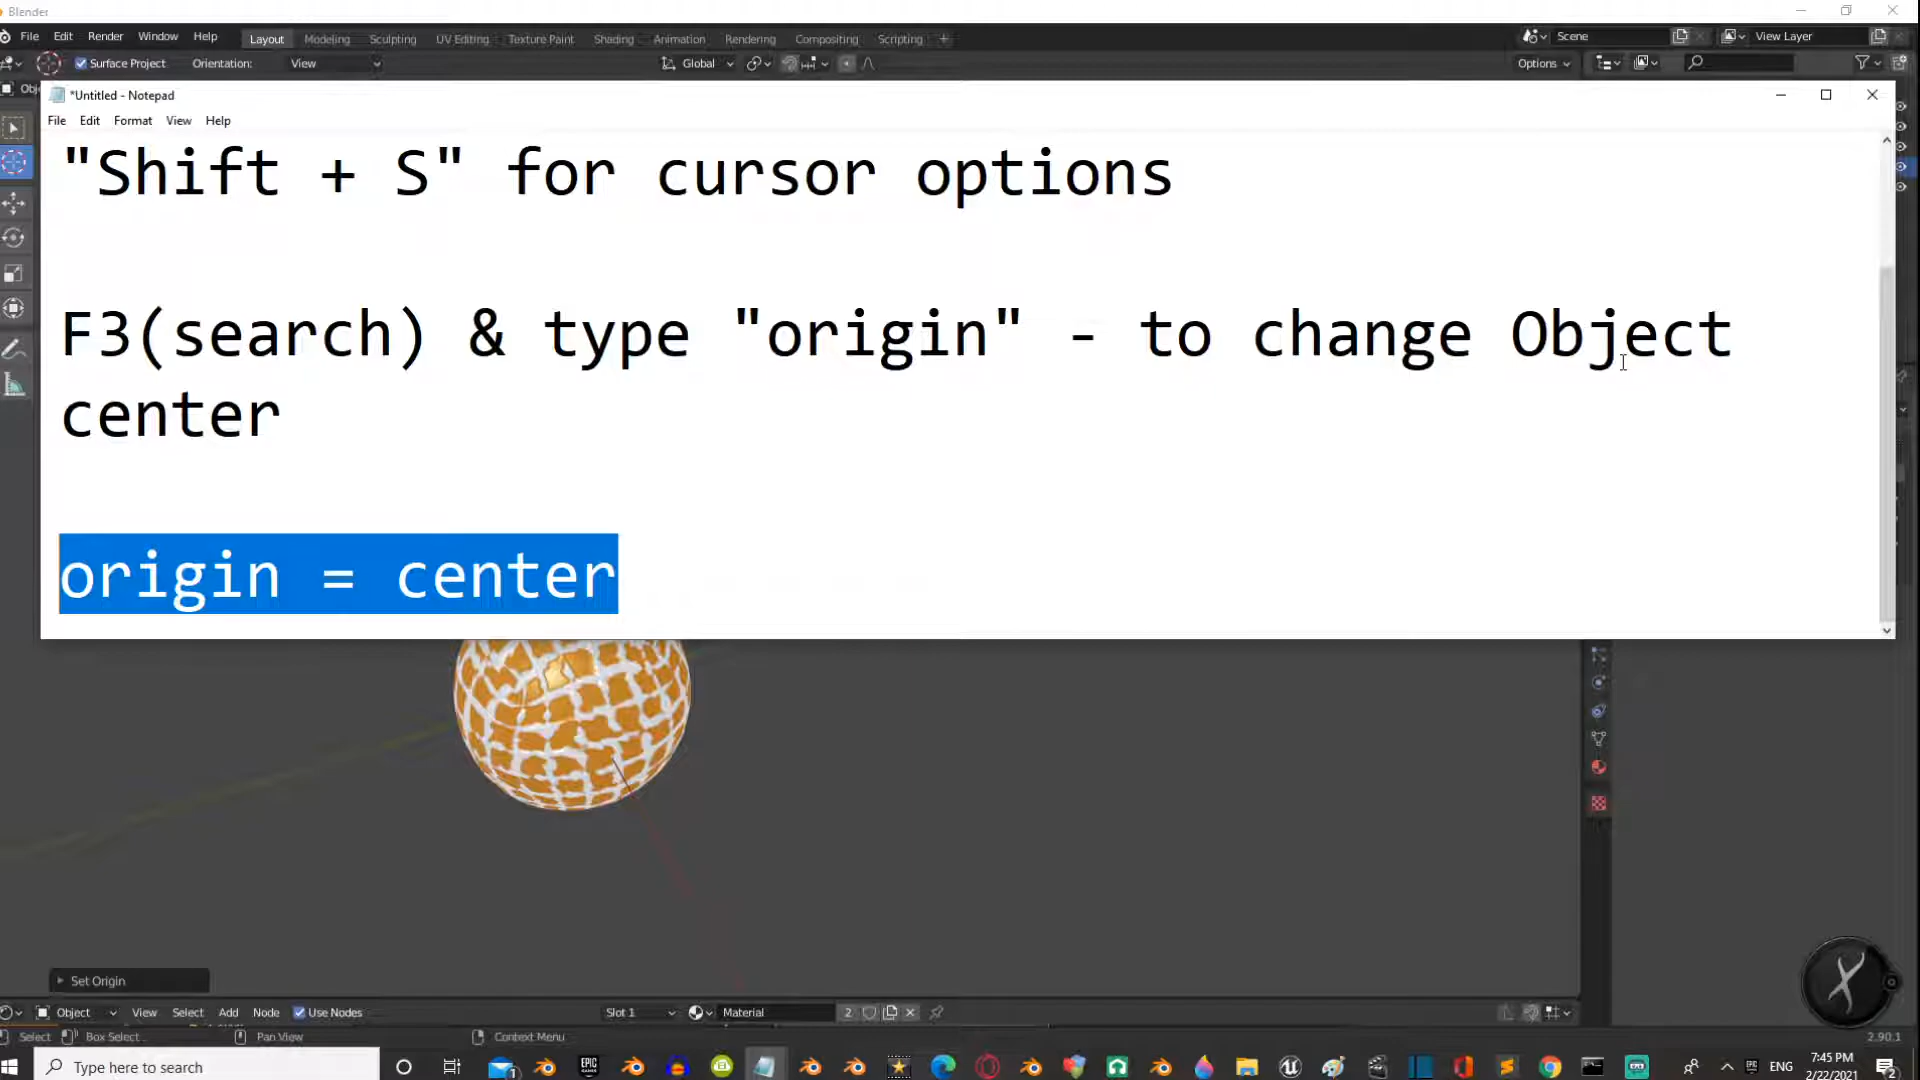 Blender
File Edit Render Window Help Layout Modeling Sculpting UV Editing Texture Paint Shading Animation Rendering Compositing Scripting + Scene View Layer
Surface Project Orientation: View Global Options
*Untitled - Notepad
File Edit Format View Help
"Shift + S" for cursor options
F3(search) & type "origin" - to change Object
center
origin = center
Set Origin
Object View Select Add Node Use Nodes Slot 1 Material 2
Select Box Select Pan View Context Menu 2.90.1
Type here to search ENG 7:45 PM
2/22/2021